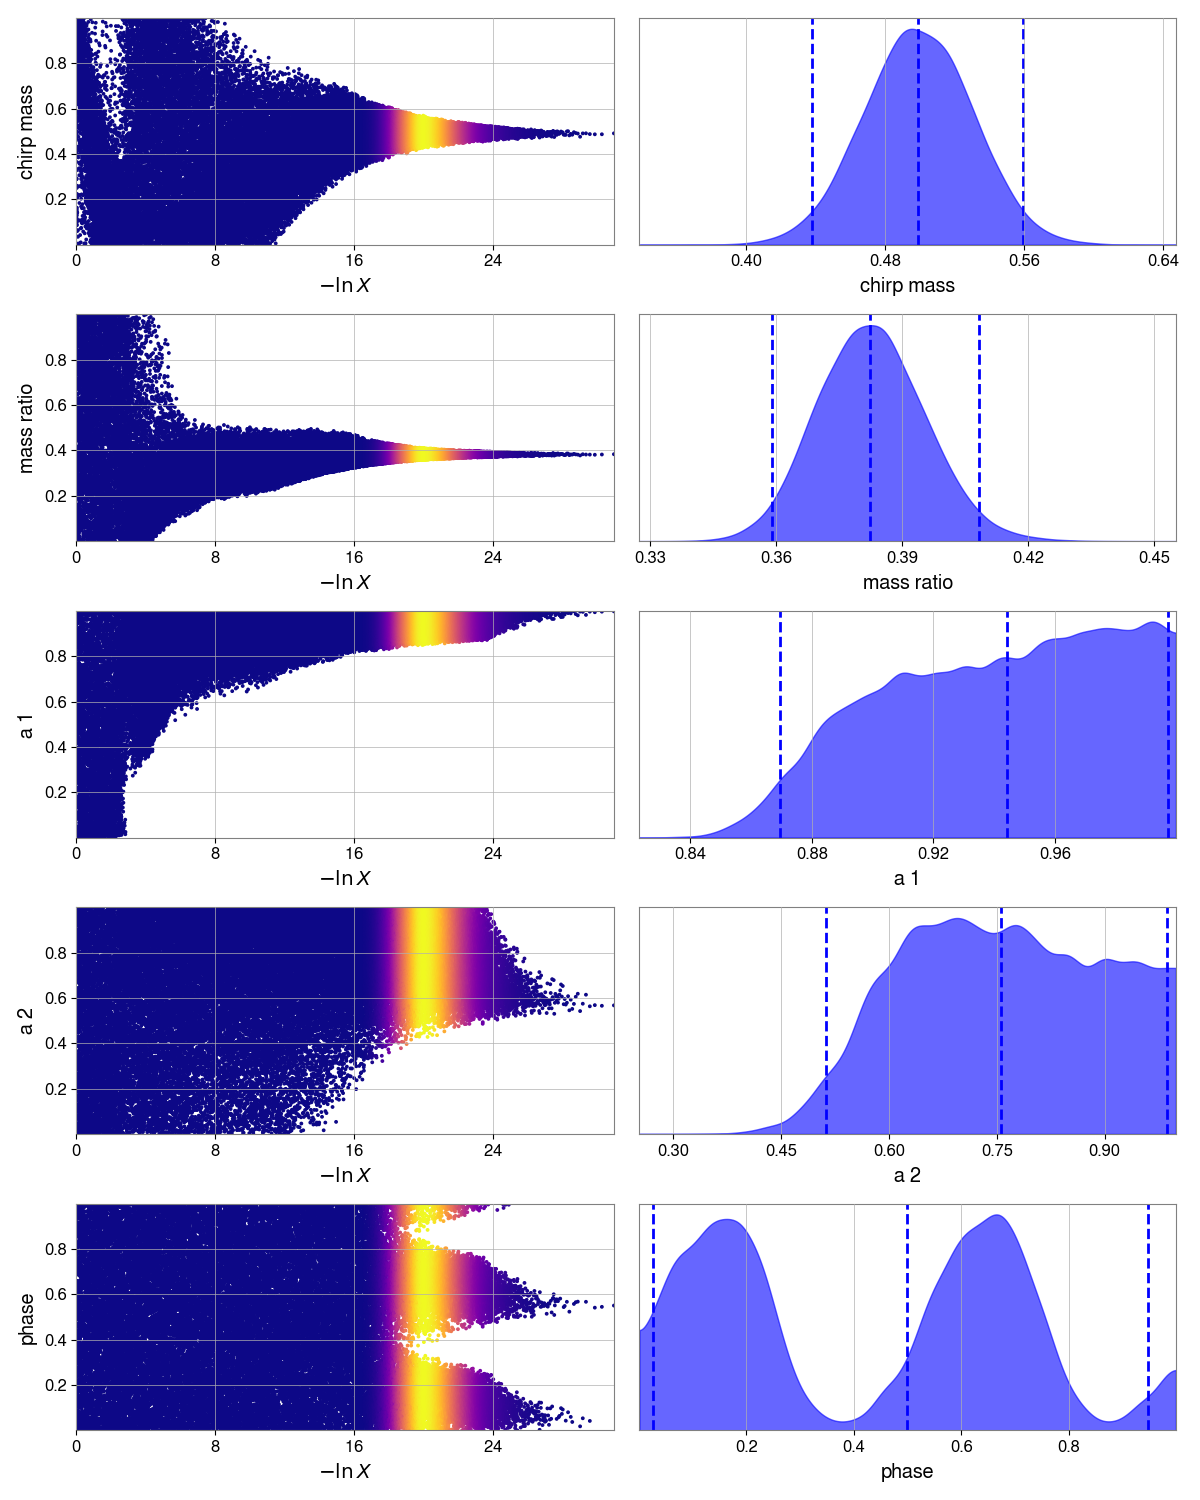 chirp mass
0.8
0.6
0.4
0.2
0 8 16 24
−ln X
0.40 0.48 0.56 0.64
chirp mass
mass ratio
0.8
0.6
0.4
0.2
0 8 16 24
−ln X
0.33 0.36 0.39 0.42 0.45
mass ratio
a 1
0.8
0.6
0.4
0.2
0 8 16 24
−ln X
0.84 0.88 0.92 0.96
a 1
a 2
0.8
0.6
0.4
0.2
0 8 16 24
−ln X
0.30 0.45 0.60 0.75 0.90
a 2
phase
0.8
0.6
0.4
0.2
0 8 16 24
−ln X
0.2 0.4 0.6 0.8
phase